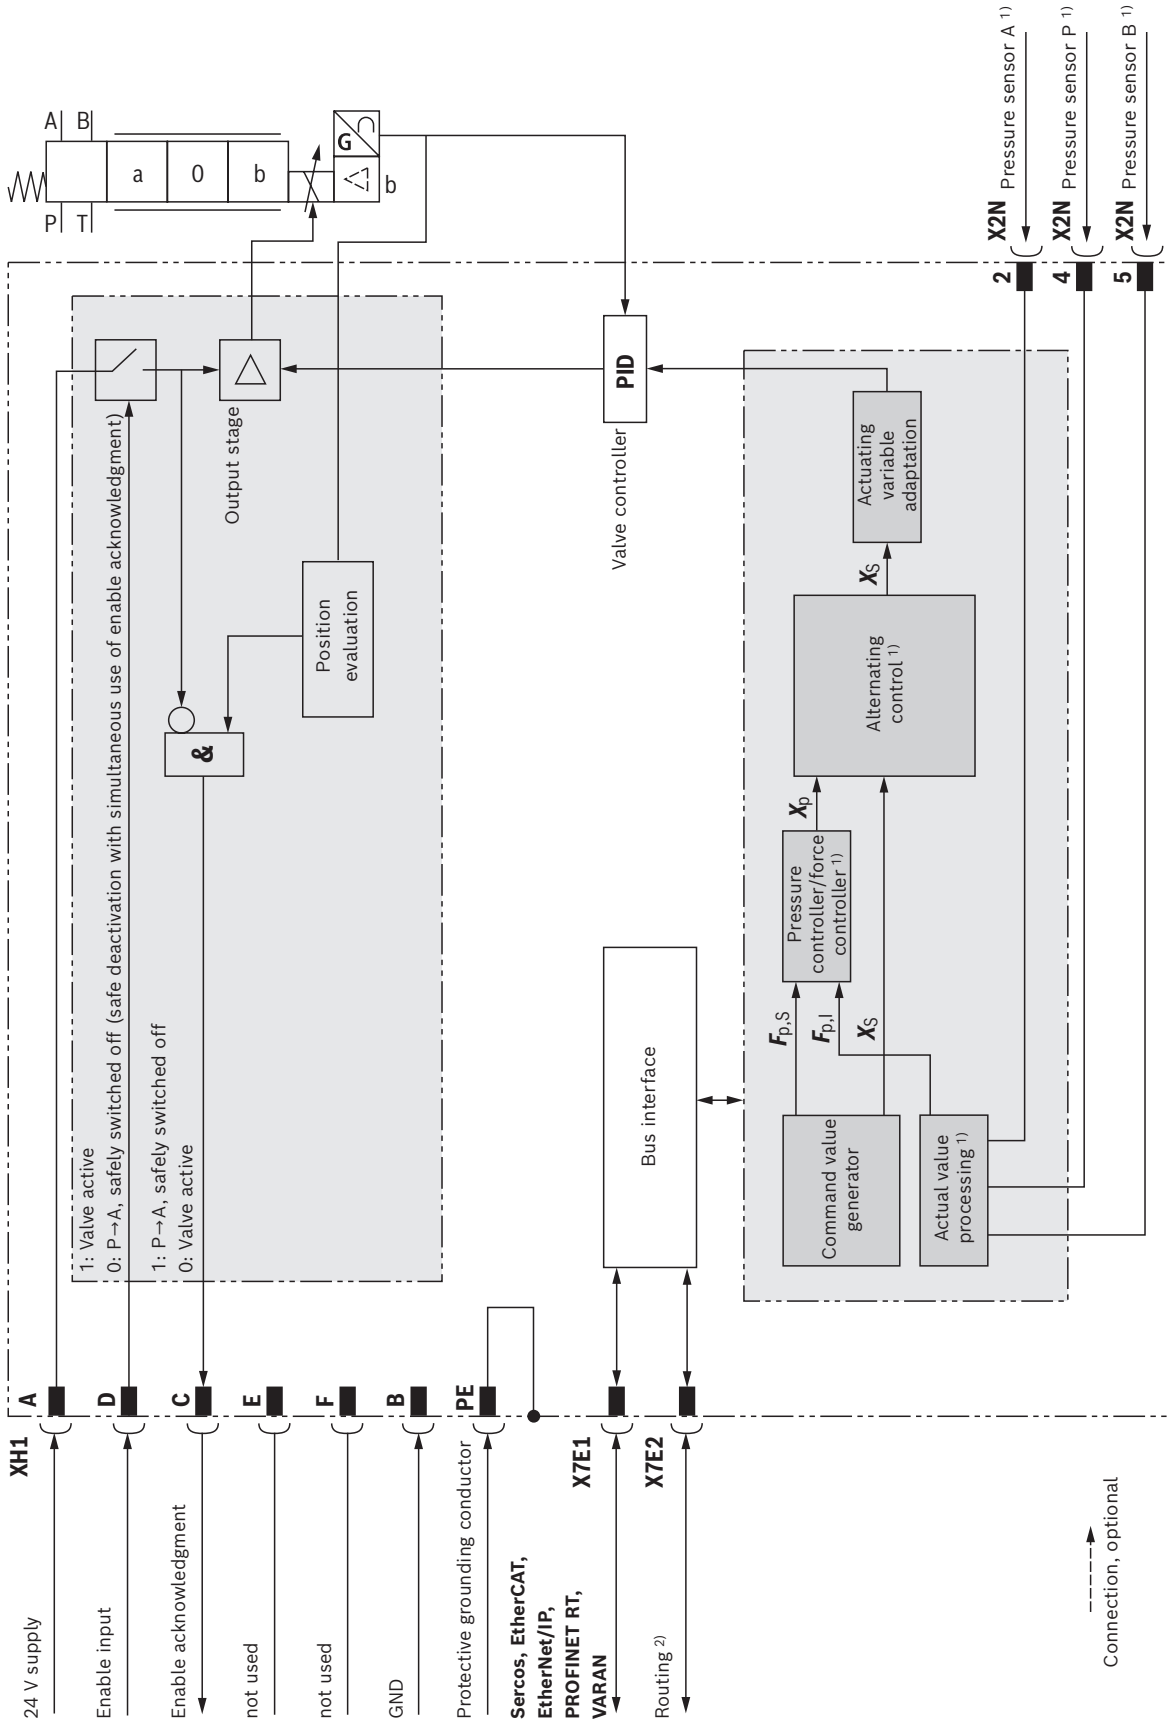 XH1
24 V supply
A
Enable input
D
Enable acknowledgment
C
not used
E
not used
F
GND
B
Protective grounding conductor
PE
Sercos, EtherCAT,
EtherNet/IP,
PROFINET RT,
VARAN
X7E1
Routing 2)
X7E2
1: Valve active
0: P→A, safely switched off (safe deactivation with simultaneous use of enable acknowledgment)
1: P→A, safely switched off
0: Valve active
&
Position
evaluation
Output stage
A
B
P
T
a
0
b
G
b
Valve controller
PID
Bus interface
Command value
generator
Actual value
processing 1)
Fp,S
Fp,I
XS
Pressure
controller/force
controller 1)
Xp
Alternating
control 1)
XS
Actuating
variable
adaptation
2
X2N
Pressure sensor A 1)
4
X2N
Pressure sensor P 1)
5
X2N
Pressure sensor B 1)
Connection, optional